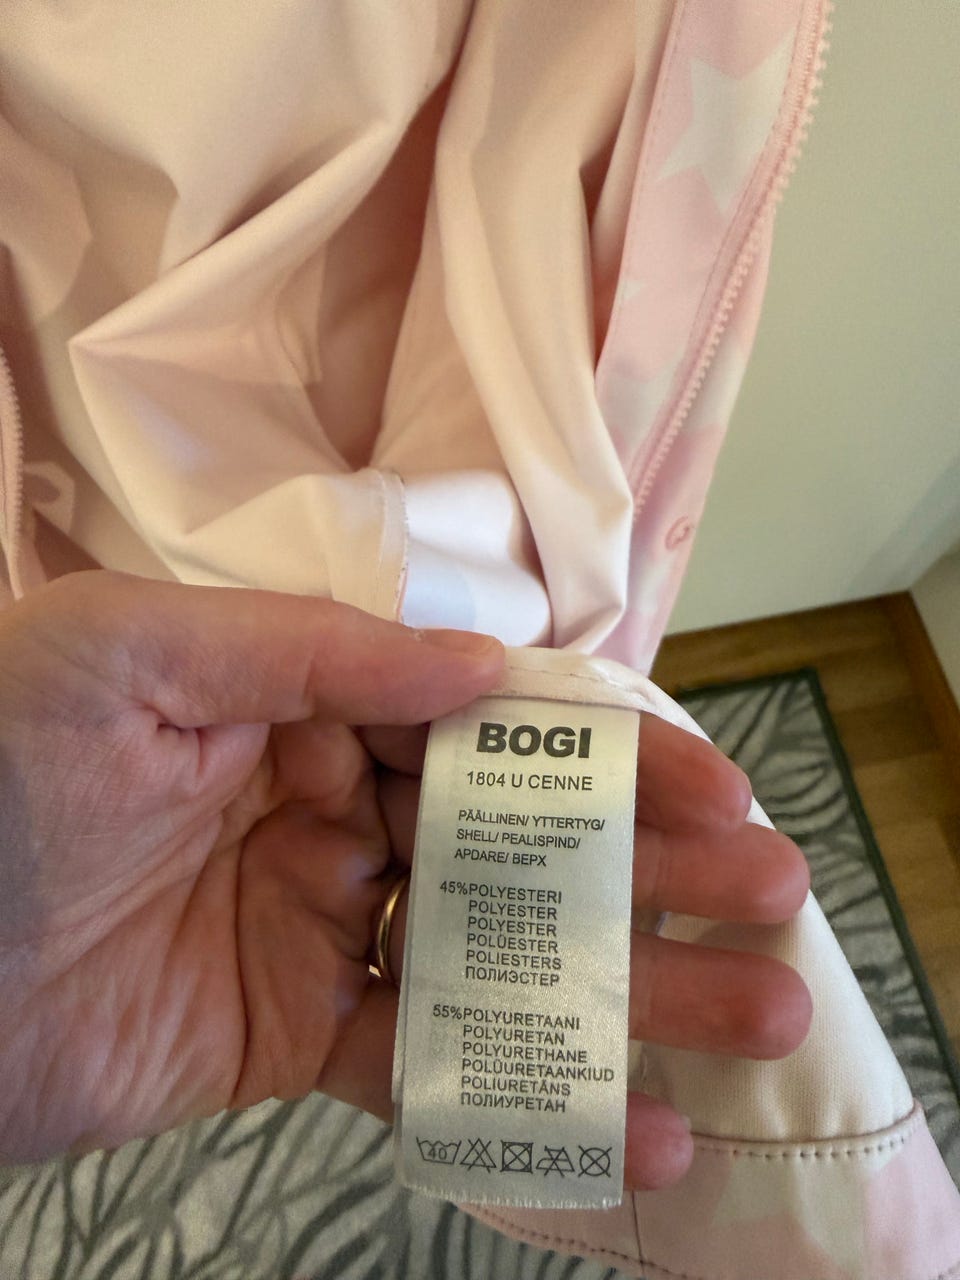 BOGI
1804 U CENNE
PÄÄLLINEN/ YTTERTYG/
SHELL/ PEALISPIND/
APDARE/ ВЕРХ
45%POLYESTERI
POLYESTER
POLYESTER
POLÜESTER
POLIESTERS
ПОЛИЭСТЕР
55%POLYURETAANI
POLYURETAN
POLYURETHANE
POLÜURETAANKIUD
POLIURETĀNS
ПОЛИУРЕТАН
40